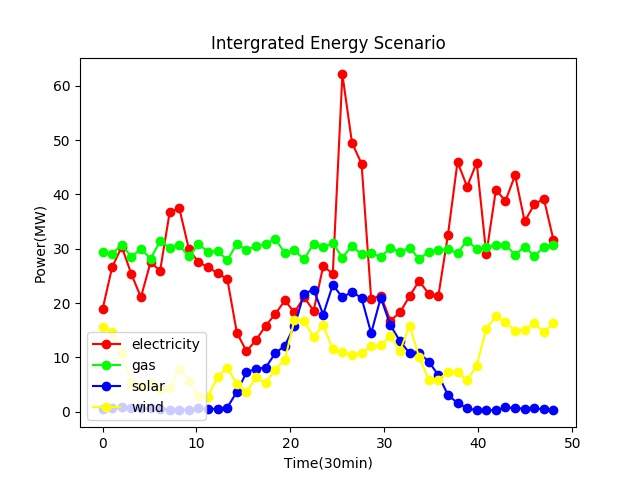 Intergrated Energy Scenario
Power(MW)
60
50
40
30
20
10
0
electricity
gas
solar
wind
0 10 20 30 40 50
Time(30min)